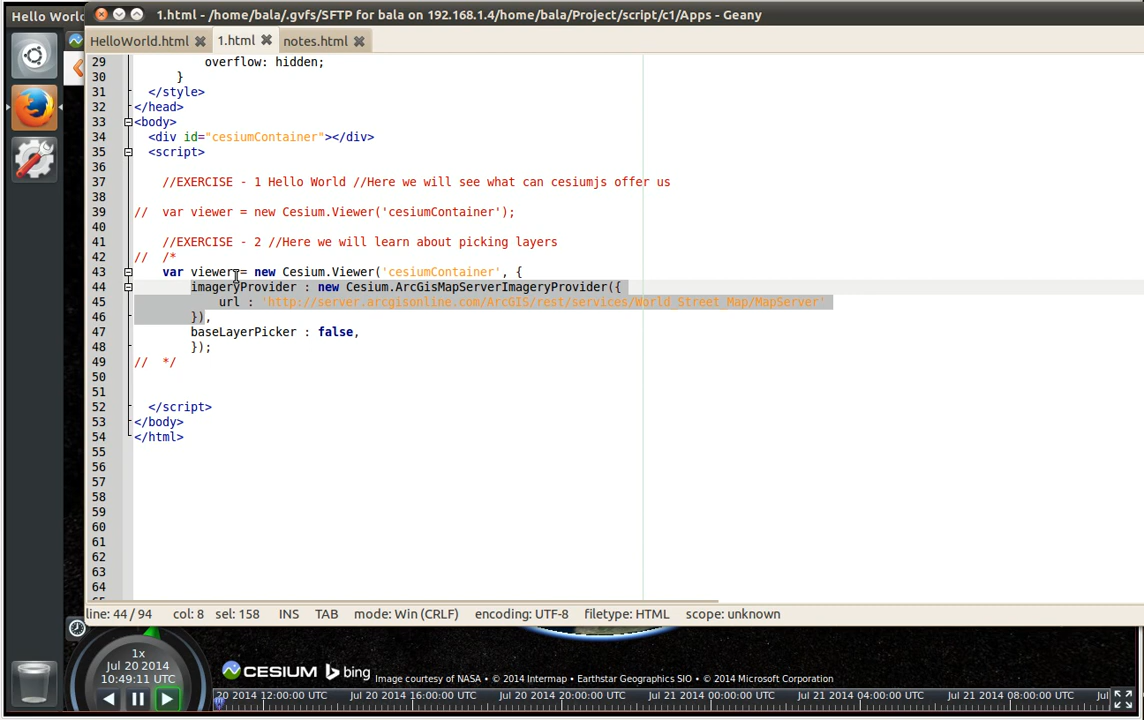 Hello Worl
1.html - /home/bala/.gvfs/SFTP for bala on 192.168.1.4/home/bala/Project/script/c1/Apps - Geany
HelloWorld.html 1.html notes.html
29 overflow: hidden;
30 }
31 </style>
32 </head>
33 <body>
34 <div id="cesiumContainer"></div>
35 <script>
36
37 //EXERCISE - 1 Hello World //Here we will see what can cesiumjs offer us
38
39 // var viewer = new Cesium.Viewer('cesiumContainer');
40
41 //EXERCISE - 2 //Here we will learn about picking layers
42 // /*
43 var viewer = new Cesium.Viewer('cesiumContainer', {
44 imageryProvider : new Cesium.ArcGisMapServerImageryProvider({
45 url : 'http://server.arcgisonline.com/ArcGIS/rest/services/World_Street_Map/MapServer'
46 }),
47 baseLayerPicker : false,
48 });
49 // */
50
51
52 </script>
53 </body>
54 </html>
55
56
57
58
59
60
61
62
63
64
line: 44 / 94 col: 8 sel: 158 INS TAB mode: Win (CRLF) encoding: UTF-8 filetype: HTML scope: unknown
1x
Jul 20 2014
10:49:11 UTC
CESIUM bing Image courtesy of NASA • © 2014 Intermap • Earthstar Geographics SIO • © 2014 Microsoft Corporation
20 2014 12:00:00 UTC Jul 20 2014 16:00:00 UTC Jul 20 2014 20:00:00 UTC Jul 21 2014 00:00:00 UTC Jul 21 2014 04:00:00 UTC Jul 21 2014 08:00:00 UTC Jul